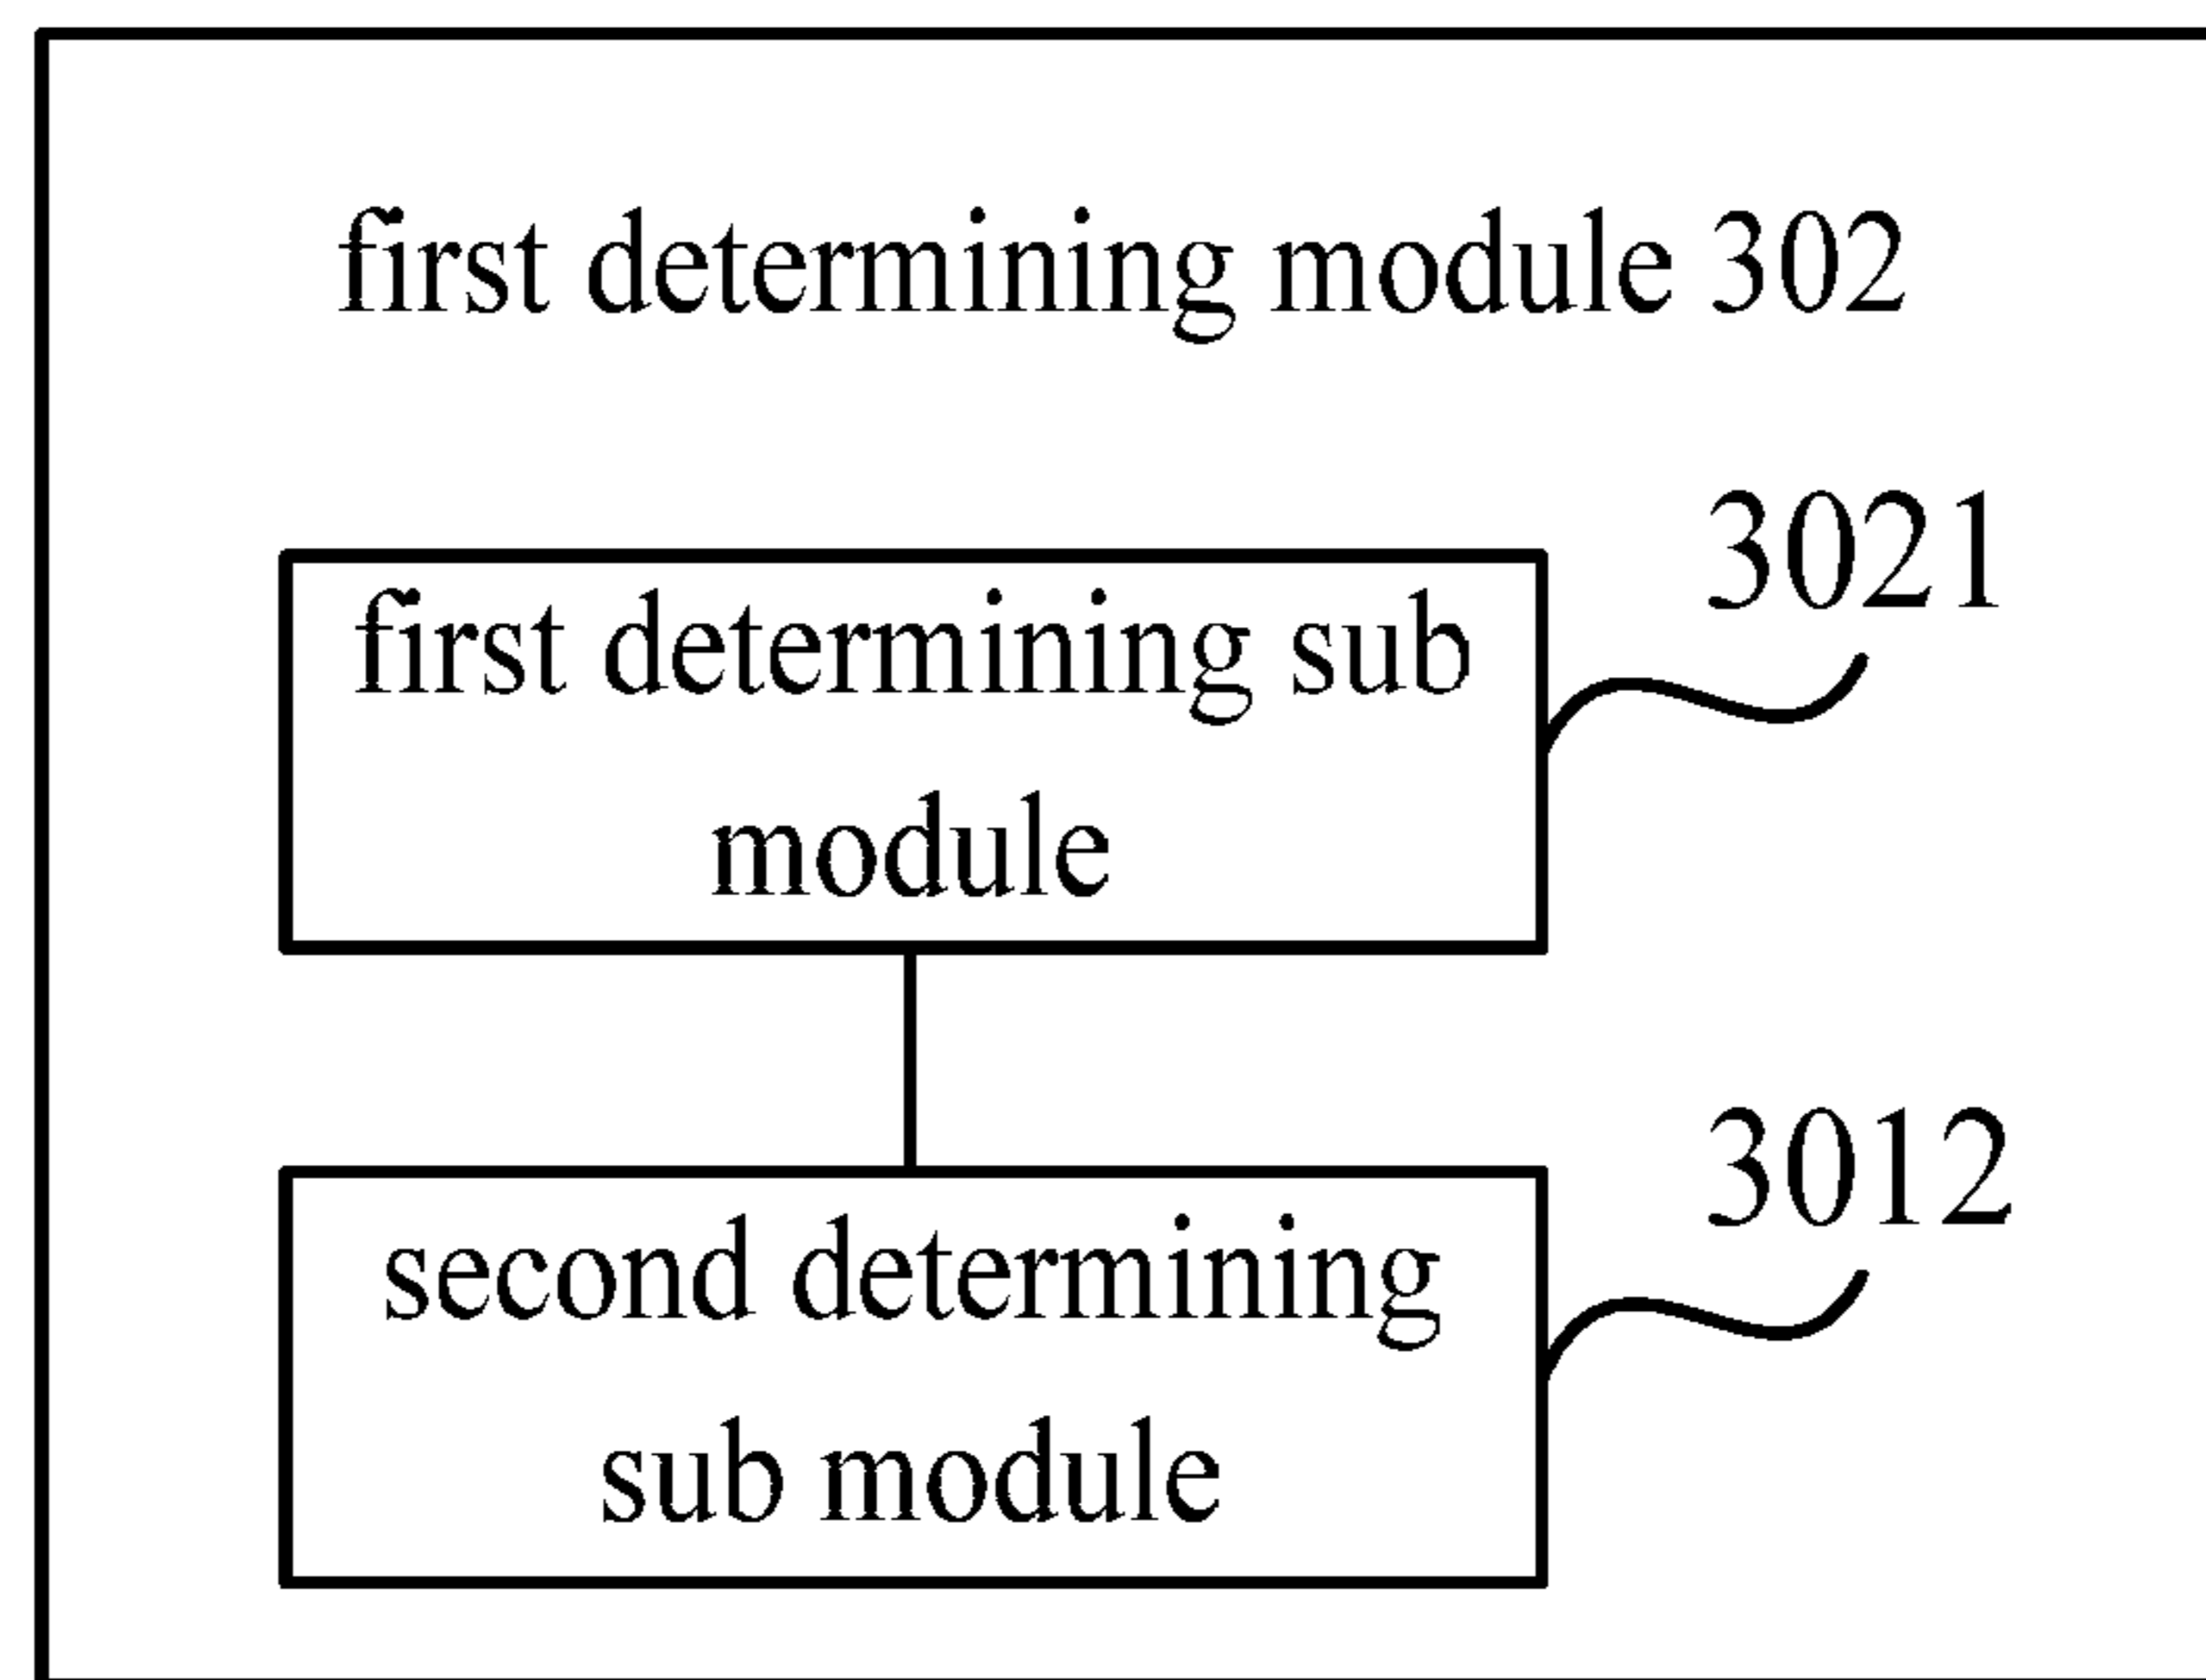 first determining module 302
3021
first determining sub
module
3012
second determining
sub module